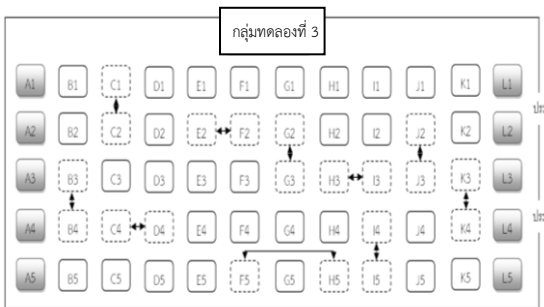 กลุ่มทดลองที่ 3
A1 B1 C1 D1 E1 F1 G1 H1 I1 J1 K1 L1
A2 B2 C2 D2 E2 F2 G2 H2 I2 J2 K2 L2
A3 B3 C3 D3 E3 F3 G3 H3 I3 J3 K3 L3
A4 B4 C4 D4 E4 F4 G4 H4 I4 J4 K4 L4
A5 B5 C5 D5 E5 F5 G5 H5 I5 J5 K5 L5